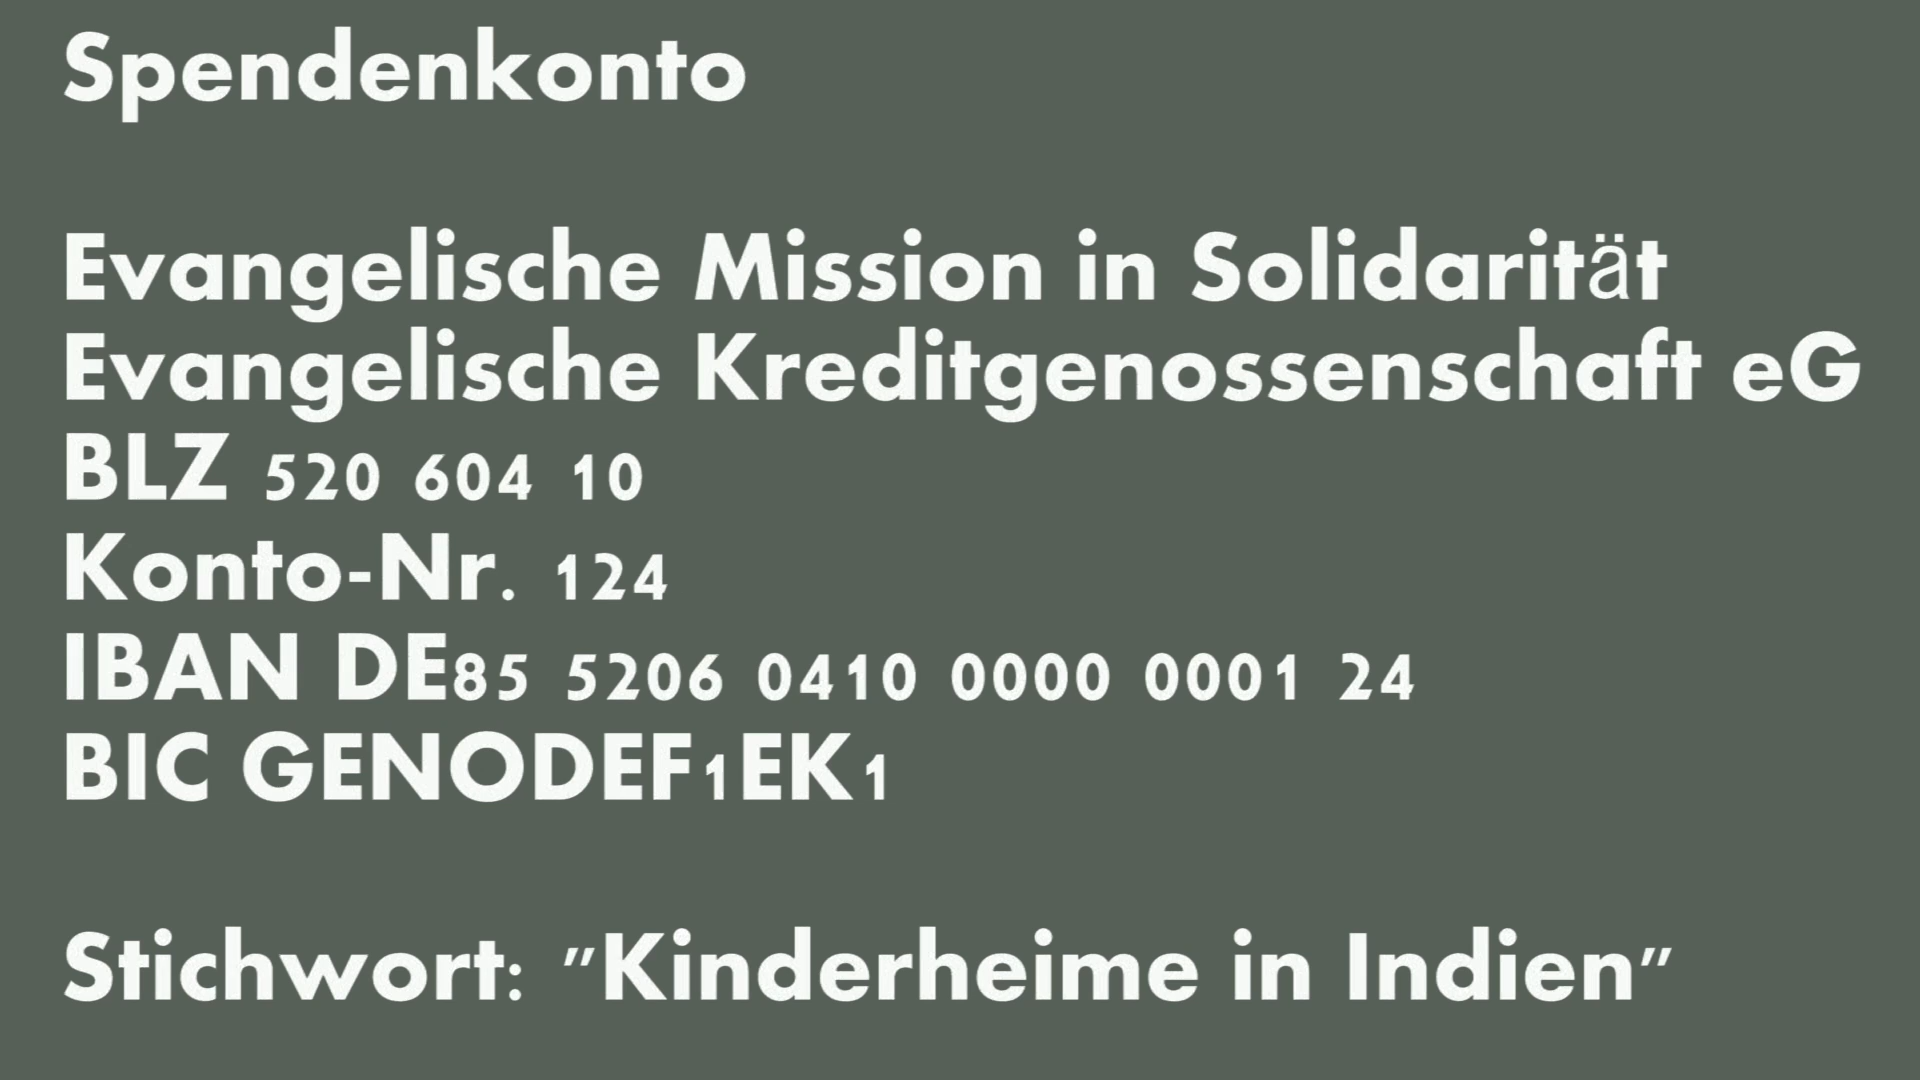 Spendenkonto
Evangelische Mission in Solidarität
Evangelische Kreditgenossenschaft eG
BLZ 520 604 10
Konto-Nr. 124
IBAN DE85 5206 0410 0000 0001 24
BIC GENODEF1EK1
Stichwort: "Kinderheime in Indien"